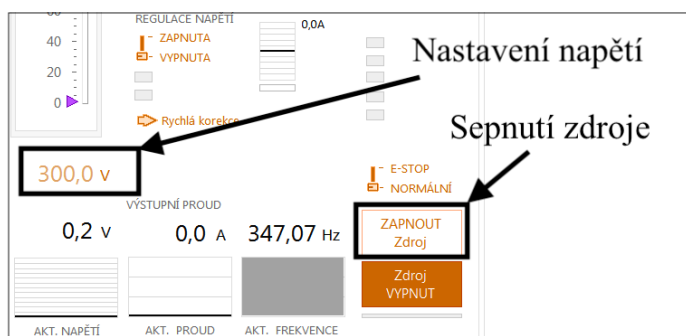 60
REGULACE NAPĚTÍ
0,0A
ZAPNUTA
40
VYPNUTA
Nastavení napětí
20
0
Rychlá korekce
Sepnutí zdroje
300,0 V
E-STOP
NORMÁLNÍ
VÝSTUPNÍ PROUD
0,2 V
0,0 A
347,07 Hz
ZAPNOUT
Zdroj
Zdroj
VYPNUT
AKT. NAPĚTÍ
AKT. PROUD
AKT. FREKVENCE